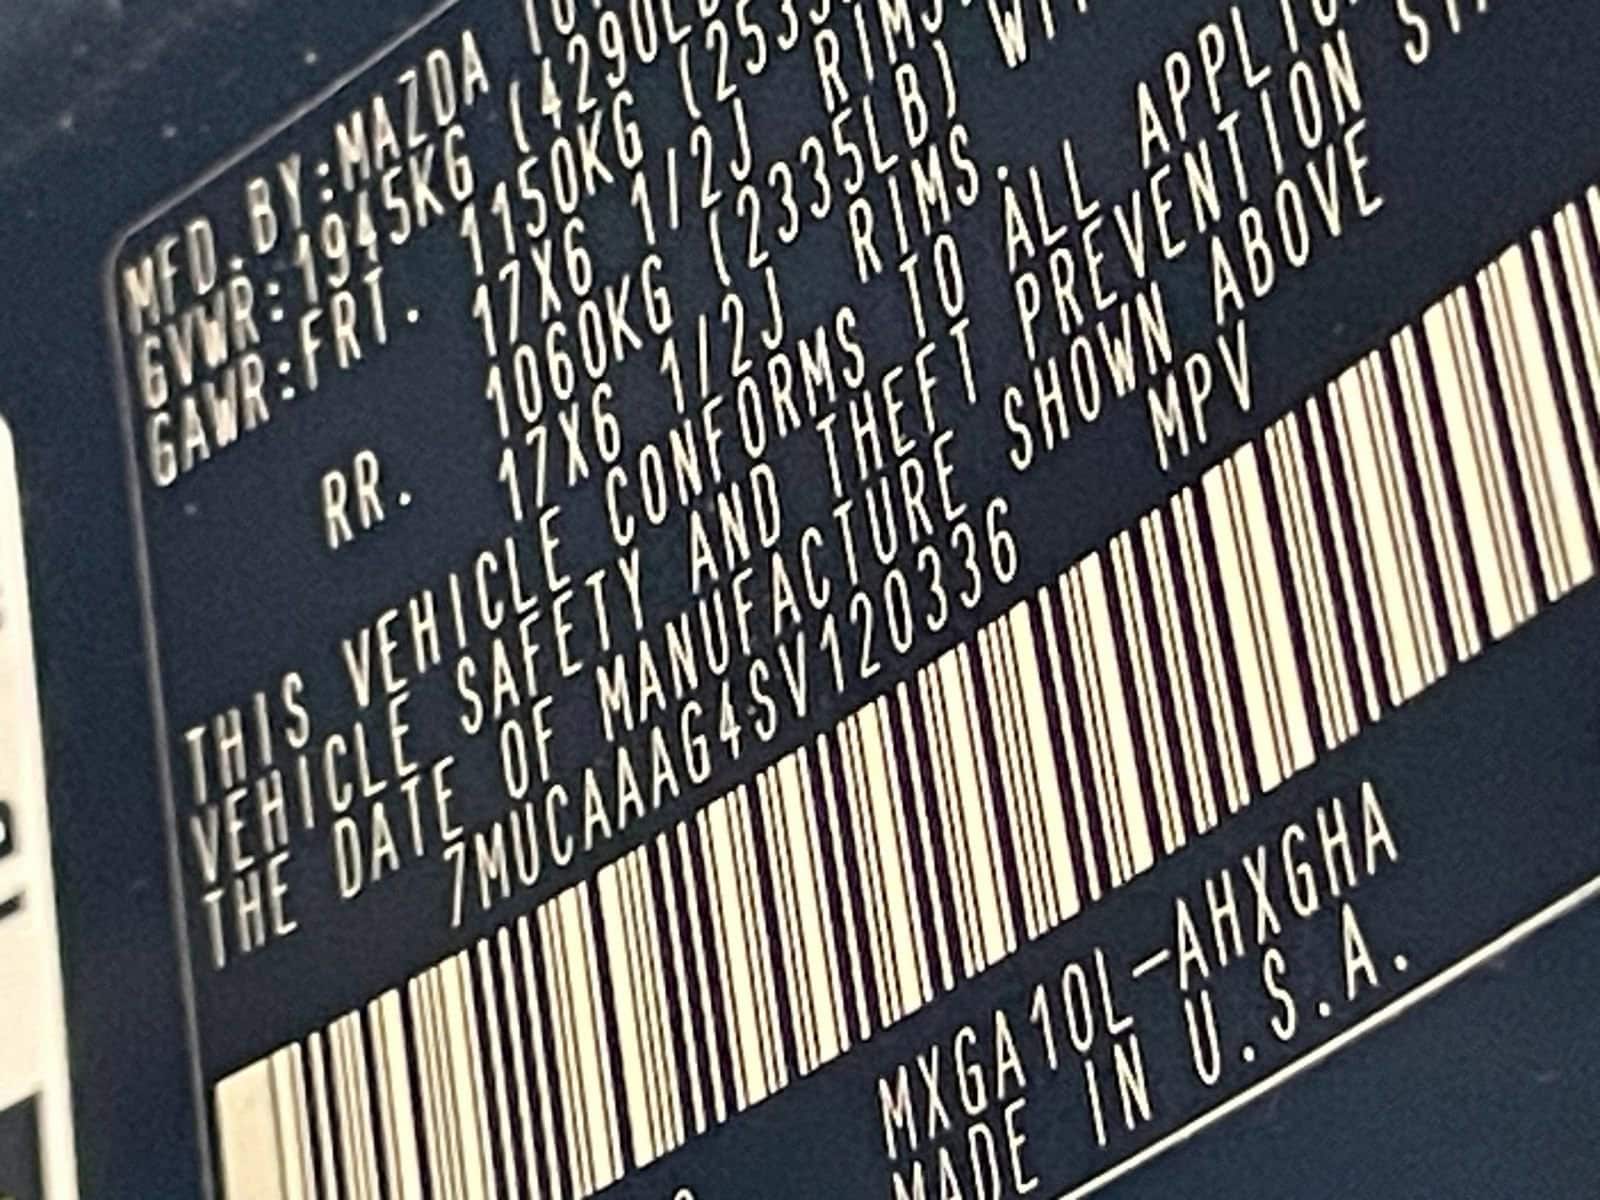 MFD.BY:MAZDA
GVWR:1945KG (4290LB
GAWR:FRT. 1150KG (2535
17X6 1/2J RIMS
RR. 1060KG (2335LB)
17X6 1/2J RIMS.
THIS VEHICLE CONFORMS TO ALL APPL
VEHICLE SAFETY AND THEFT PREVENTION
THE DATE OF MANUFACTURE SHOWN ABOVE
7MUCAAAG4SV120336 MPV
MXGA10L-AHXGHA
MADE IN U.S.A.